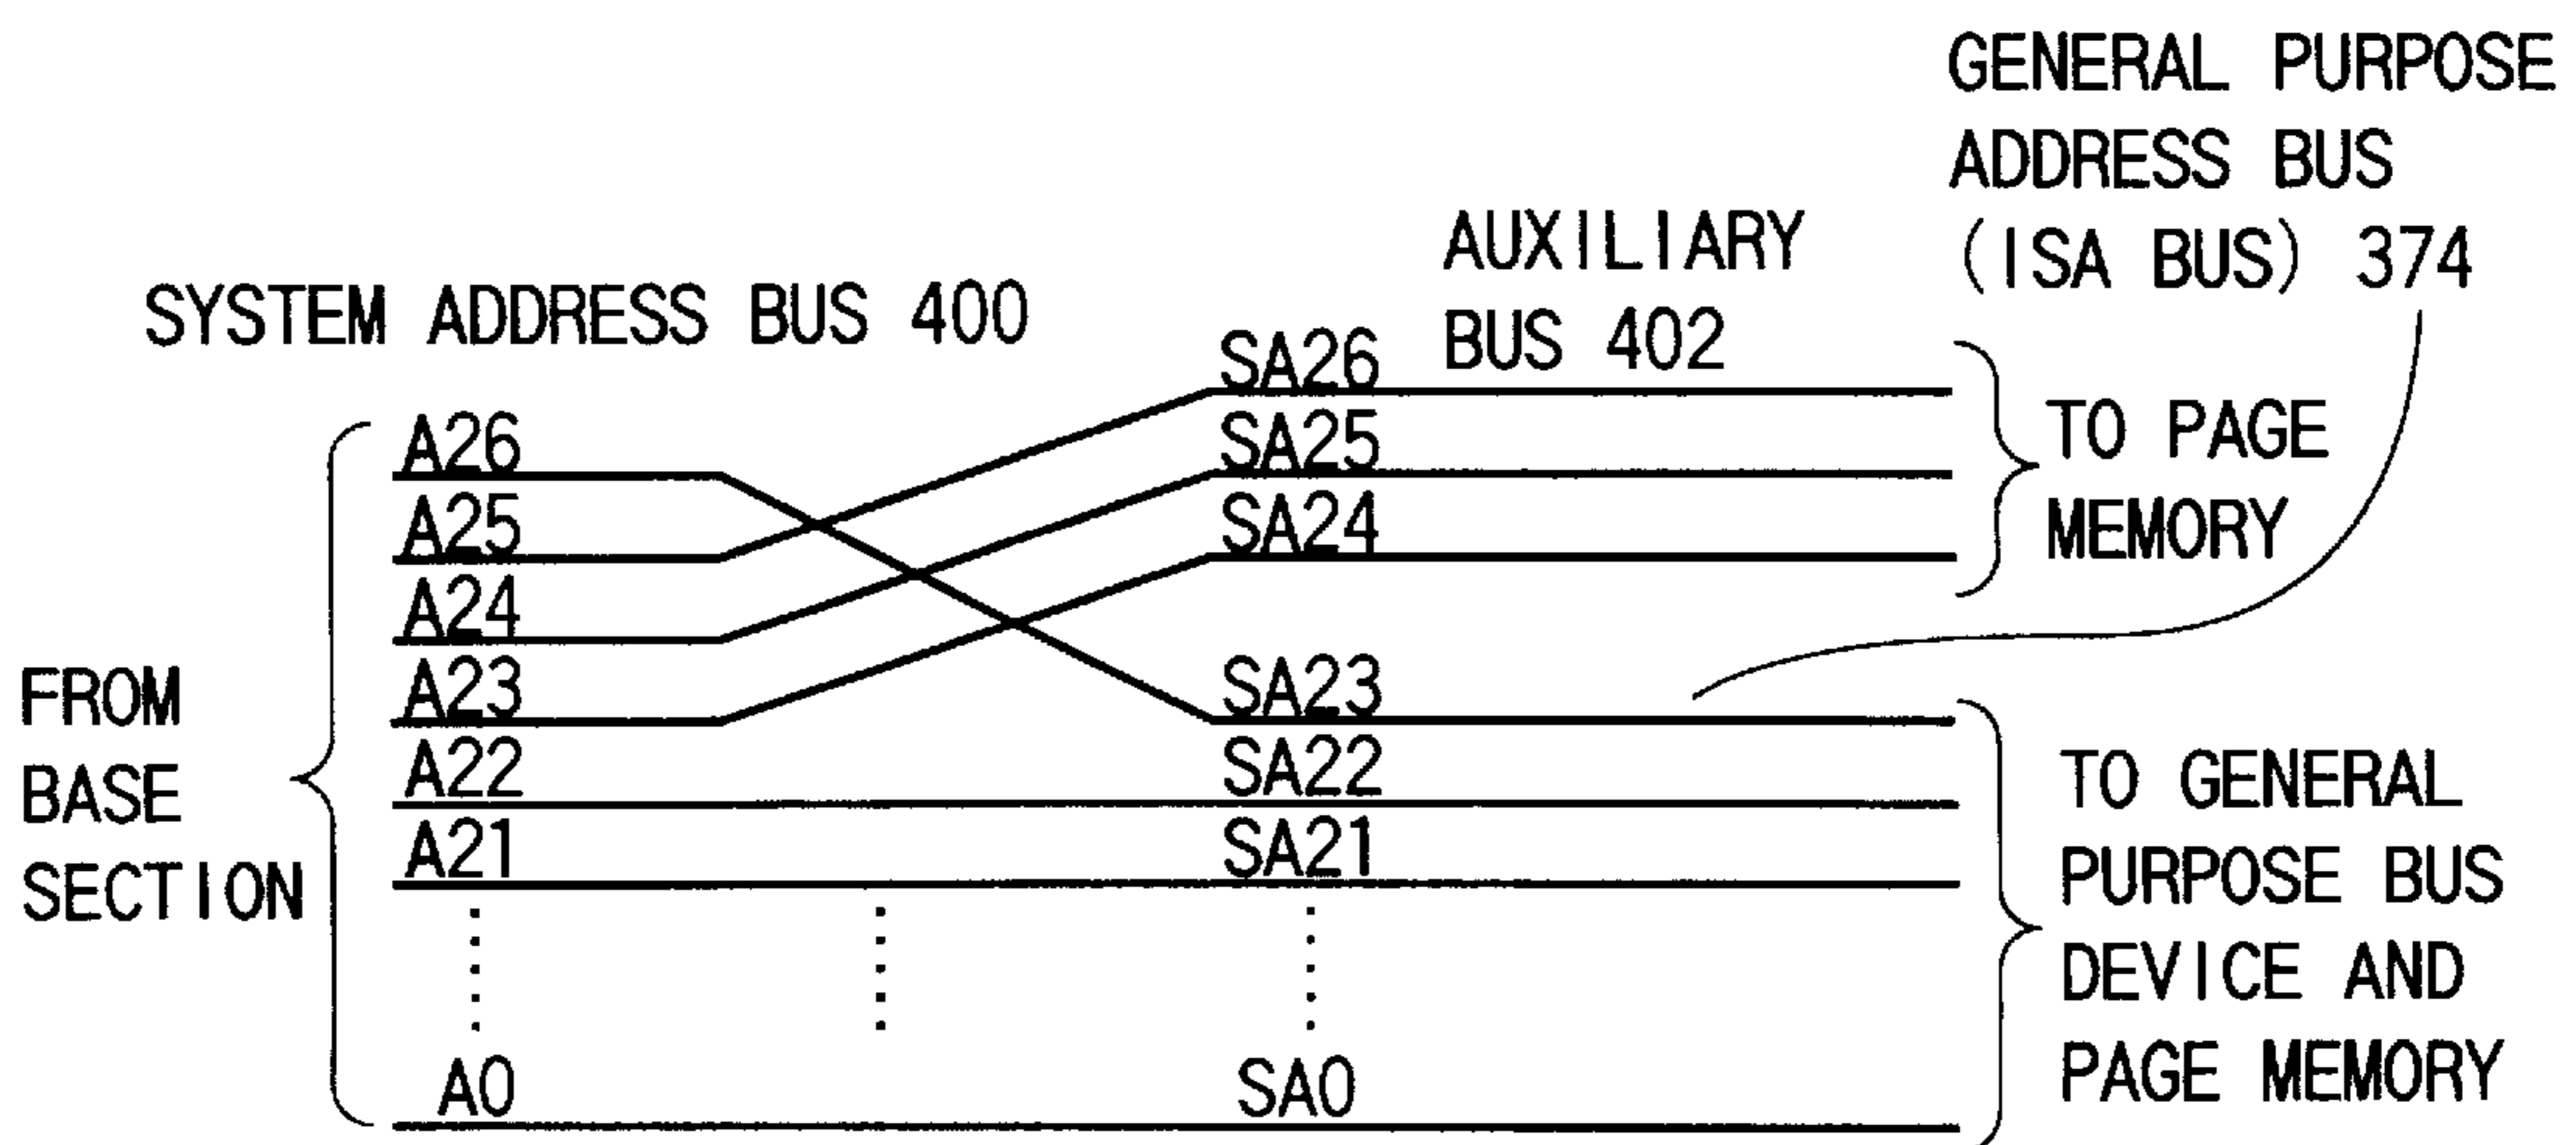 GENERAL PURPOSE
ADDRESS BUS
(ISA BUS) 374
AUXILIARY
BUS 402
SYSTEM ADDRESS BUS 400
SA26
A26
SA25
A25
SA24
A24
A23
SA23
A22
SA22
A21
SA21
A0
SA0
FROM
BASE
SECTION
TO PAGE
MEMORY
TO GENERAL
PURPOSE BUS
DEVICE AND
PAGE MEMORY